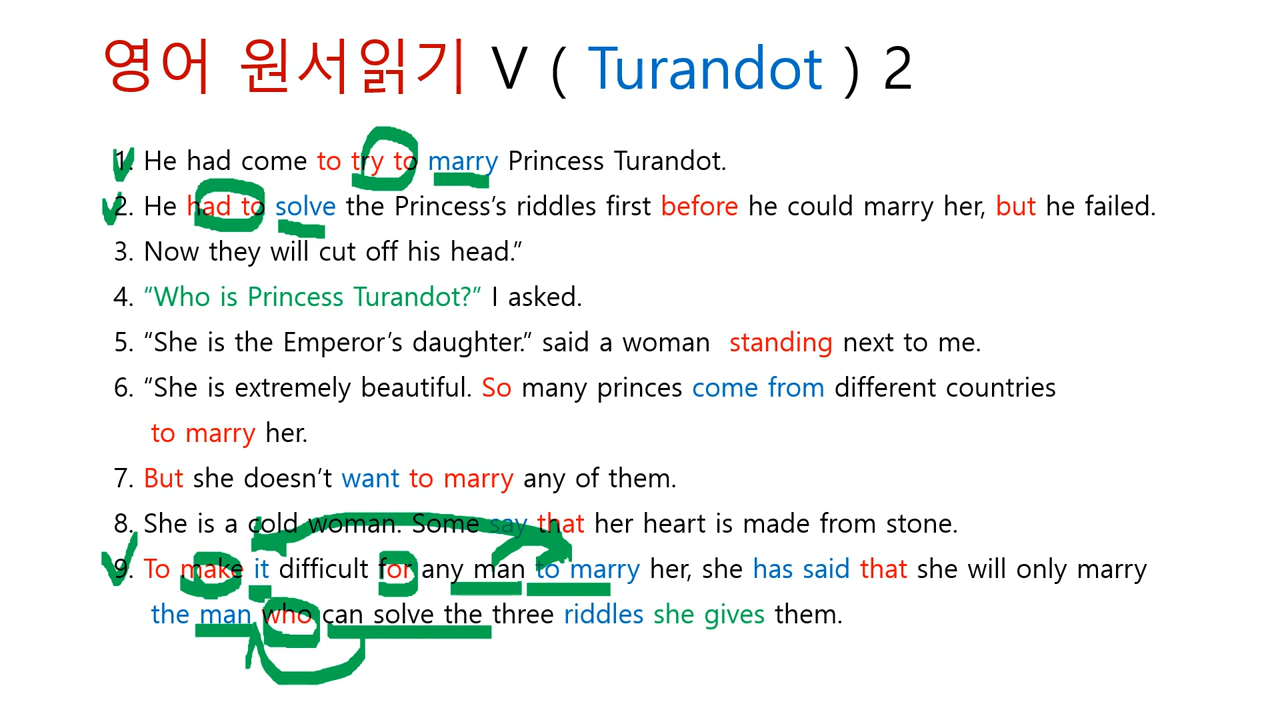 영어 원서읽기 V ( Turandot ) 2
1. He had come to try to marry Princess Turandot.
2. He had to solve the Princess’s riddles first before he could marry her, but he failed.
3. Now they will cut off his head.”
4. “Who is Princess Turandot?” I asked.
5. “She is the Emperor’s daughter.” said a woman standing next to me.
6. “She is extremely beautiful. So many princes come from different countries
to marry her.
7. But she doesn’t want to marry any of them.
8. She is a cold woman. Some say that her heart is made from stone.
9. To make it difficult for any man to marry her, she has said that she will only marry
the man who can solve the three riddles she gives them.